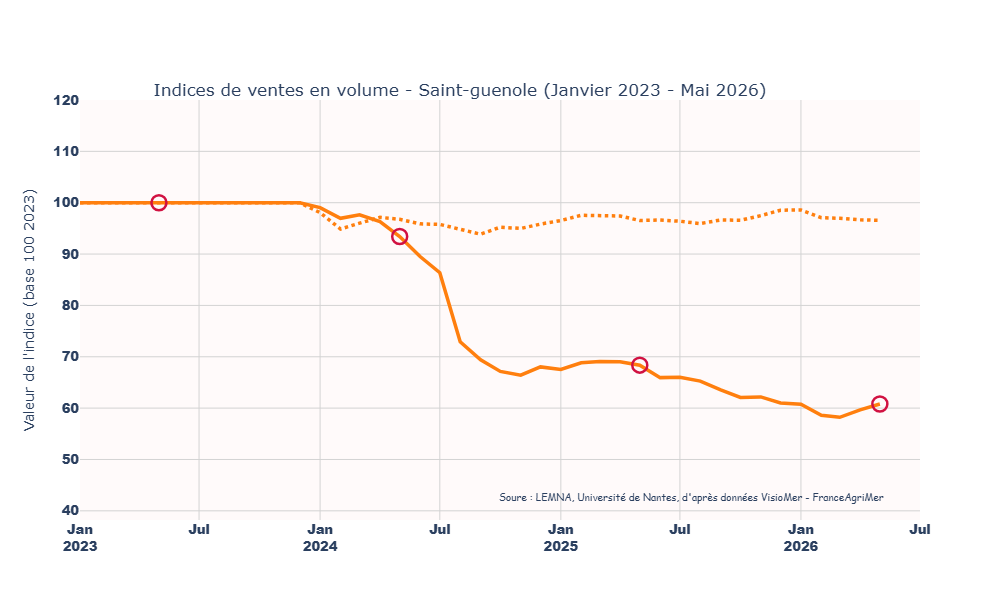 Indices de ventes en volume - Saint-guenole (Janvier 2023 - Mai 2026)
Valeur de l'indice (base 100 2023)
120
110
100
90
80
70
60
50
40
Soure : LEMNA, Université de Nantes, d'après données VisioMer - FranceAgriMer
Jan Jul Jan Jul Jan Jul Jan Jul
2023 2024 2025 2026